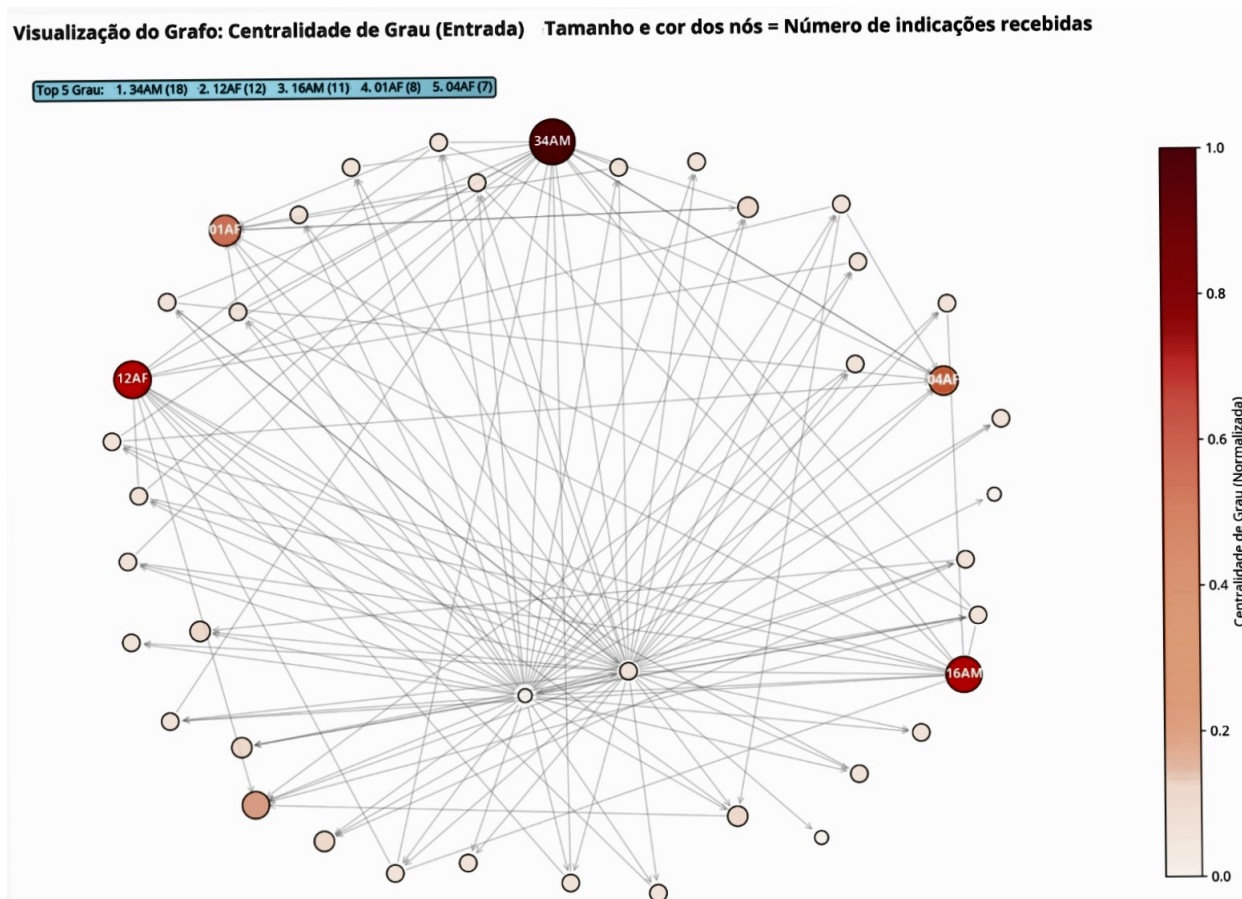 Visualização do Grafo: Centralidade de Grau (Entrada) Tamanho e cor dos nós = Número de indicações recebidas
Top 5 Grau: 1. 34AM (18) 2. 12AF (12) 3. 16AM (11) 4. 01AF (8) 5. 04AF (7)
34AM
01AF
12AF
04AF
16AM
1.0
0.8
0.6
0.4
0.2
0.0
Centralidade de Grau (Normalizada)